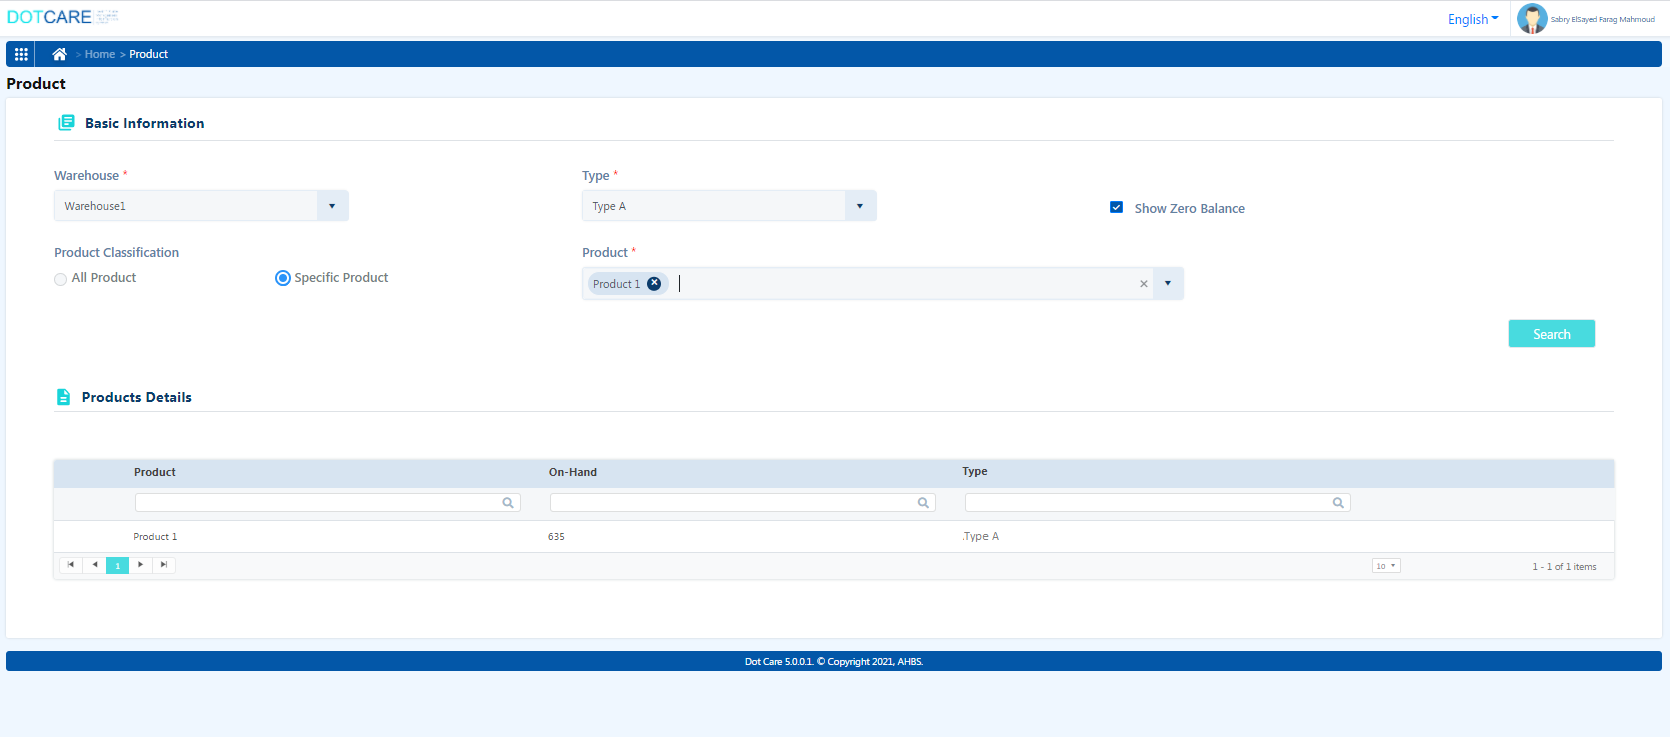 DOTCARE
English
Sabry ElSayed Farag Mahmoud
> Home > Product
Product
Basic Information
Warehouse *
Type *
Warehouse1
Type A
Show Zero Balance
Product Classification
Product *
All Product
Specific Product
Product 1
Search
Products Details
Product On-Hand Type
Product 1 635 .Type A
1
10
1 - 1 of 1 items
Dot Care 5.0.0.1. © Copyright 2021, AHBS.